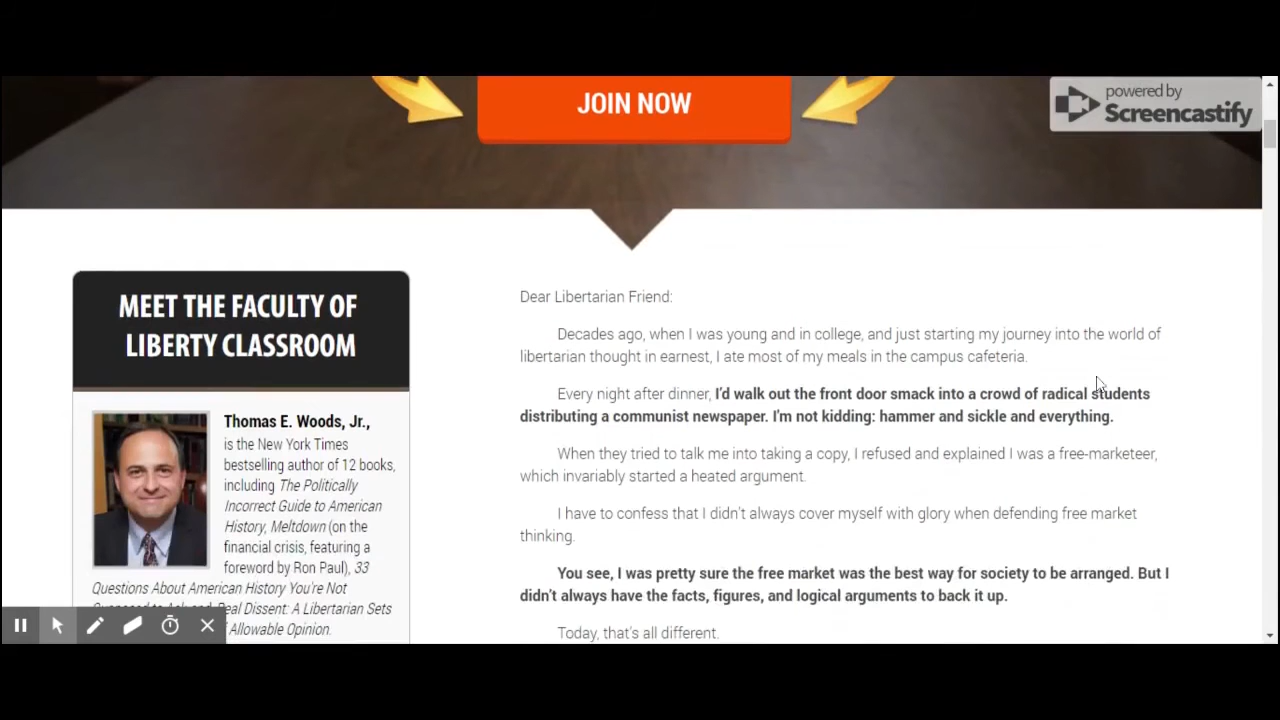 JOIN NOW
powered by
Screencastify
MEET THE FACULTY OF
LIBERTY CLASSROOM
Thomas E. Woods, Jr.,
is the New York Times
bestselling author of 12 books,
including The Politically
Incorrect Guide to American
History, Meltdown (on the
financial crisis, featuring a
foreword by Ron Paul), 33
Questions About American History You're Not
Real Dissent: A Libertarian Sets
Allowable Opinion.
Dear Libertarian Friend:
Decades ago, when I was young and in college, and just starting my journey into the world of
libertarian thought in earnest, I ate most of my meals in the campus cafeteria.
Every night after dinner, I'd walk out the front door smack into a crowd of radical students
distributing a communist newspaper. I'm not kidding: hammer and sickle and everything.
When they tried to talk me into taking a copy, I refused and explained I was a free-marketeer,
which invariably started a heated argument.
I have to confess that I didn't always cover myself with glory when defending free market
thinking.
You see, I was pretty sure the free market was the best way for society to be arranged. But I
didn't always have the facts, figures, and logical arguments to back it up.
Today, that's all different.